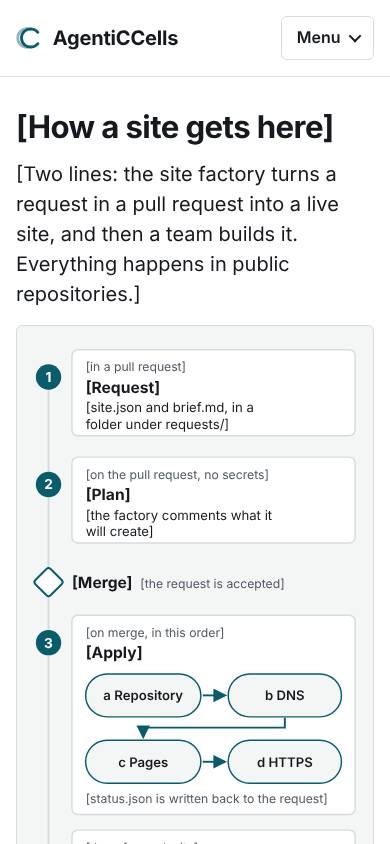 AgentiCCells
Menu
[How a site gets here]
[Two lines: the site factory turns a
request in a pull request into a live
site, and then a team builds it.
Everything happens in public
repositories.]
1
[in a pull request]
[Request]
[site.json and brief.md, in a
folder under requests/]
2
[on the pull request, no secrets]
[Plan]
[the factory comments what it
will create]
[Merge] [the request is accepted]
3
[on merge, in this order]
[Apply]
a Repository
b DNS
c Pages
d HTTPS
[status.json is written back to the request]